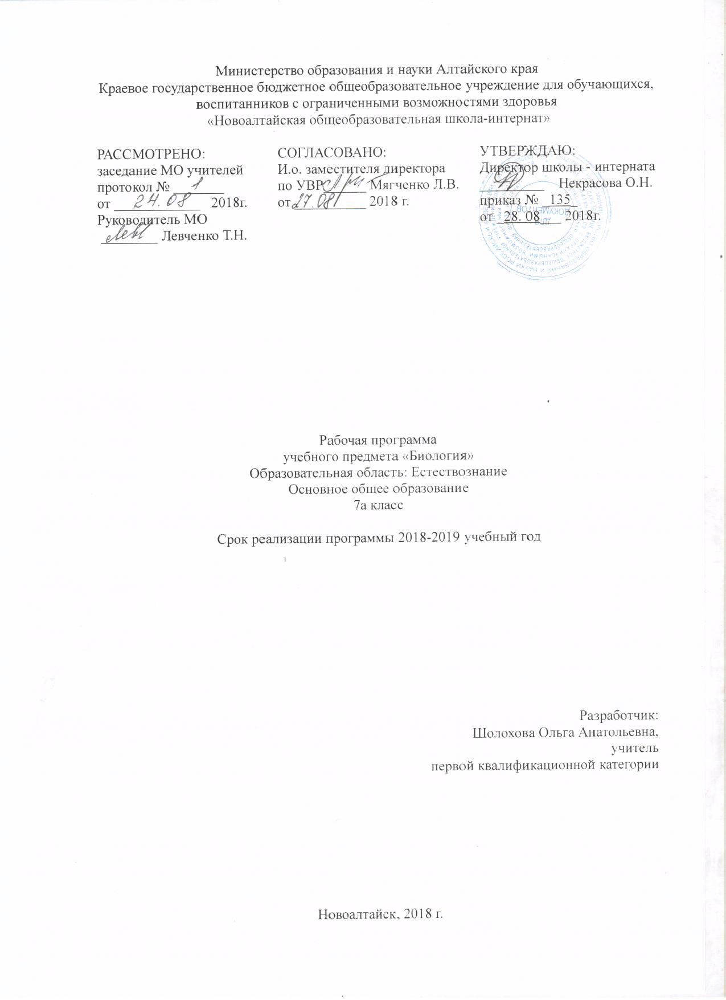 Министерство образования и науки Алтайского края
Краевое государственное бюджетное общеобразовательное учреждение для обучающихся,
воспитанников с ограниченными возможностями здоровья
«Новоалтайская общеобразовательная школа-интернат»
РАССМОТРЕНО:
заседание МО учителей
протокол № 1
от 24.08 2018г.
Руководитель МО
Левченко Т.Н.
СОГЛАСОВАНО:
И.о. заместителя директора
по УВР Мягченко Л.В.
от 27.08 2018 г.
УТВЕРЖДАЮ:
Директор школы - интерната
Некрасова О.Н.
приказ № 135
от 28. 08 2018г.
ДЛЯ
ДОКУМЕНТОВ
Рабочая программа
учебного предмета «Биология»
Образовательная область: Естествознание
Основное общее образование
7а класс
Срок реализации программы 2018-2019 учебный год
Разработчик:
Шолохова Ольга Анатольевна,
учитель
первой квалификационной категории
Новоалтайск, 2018 г.